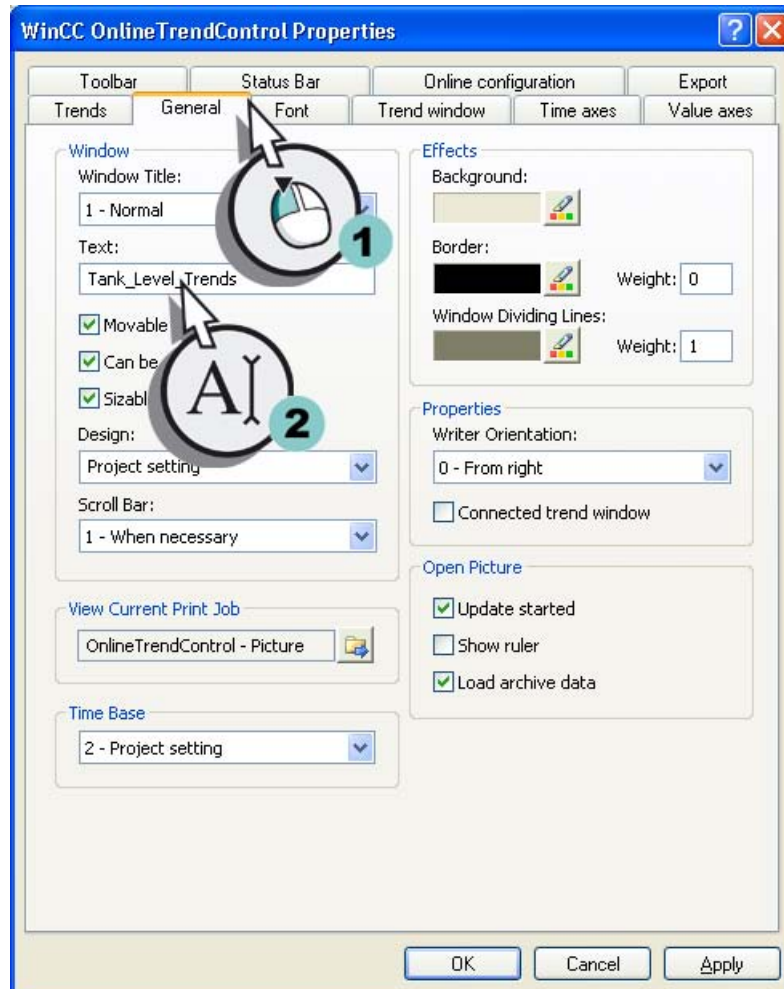 WinCC OnlineTrendControl Properties
Toolbar Status Bar Online configuration Export
Trends General Font Trend window Time axes Value axes
Window
Window Title:
1 - Normal
1
Text:
Tank_Level_Trends
Movable
Can be
A
2
Design:
Project setting
Scroll Bar:
1 - When necessary
View Current Print Job
OnlineTrendControl - Picture
Time Base
2 - Project setting
Effects
Background:
Border:
Weight: 0
Window Dividing Lines:
Weight: 1
Properties
Writer Orientation:
0 - From right
Connected trend window
Open Picture
Update started
Show ruler
Load archive data
OK Cancel Apply